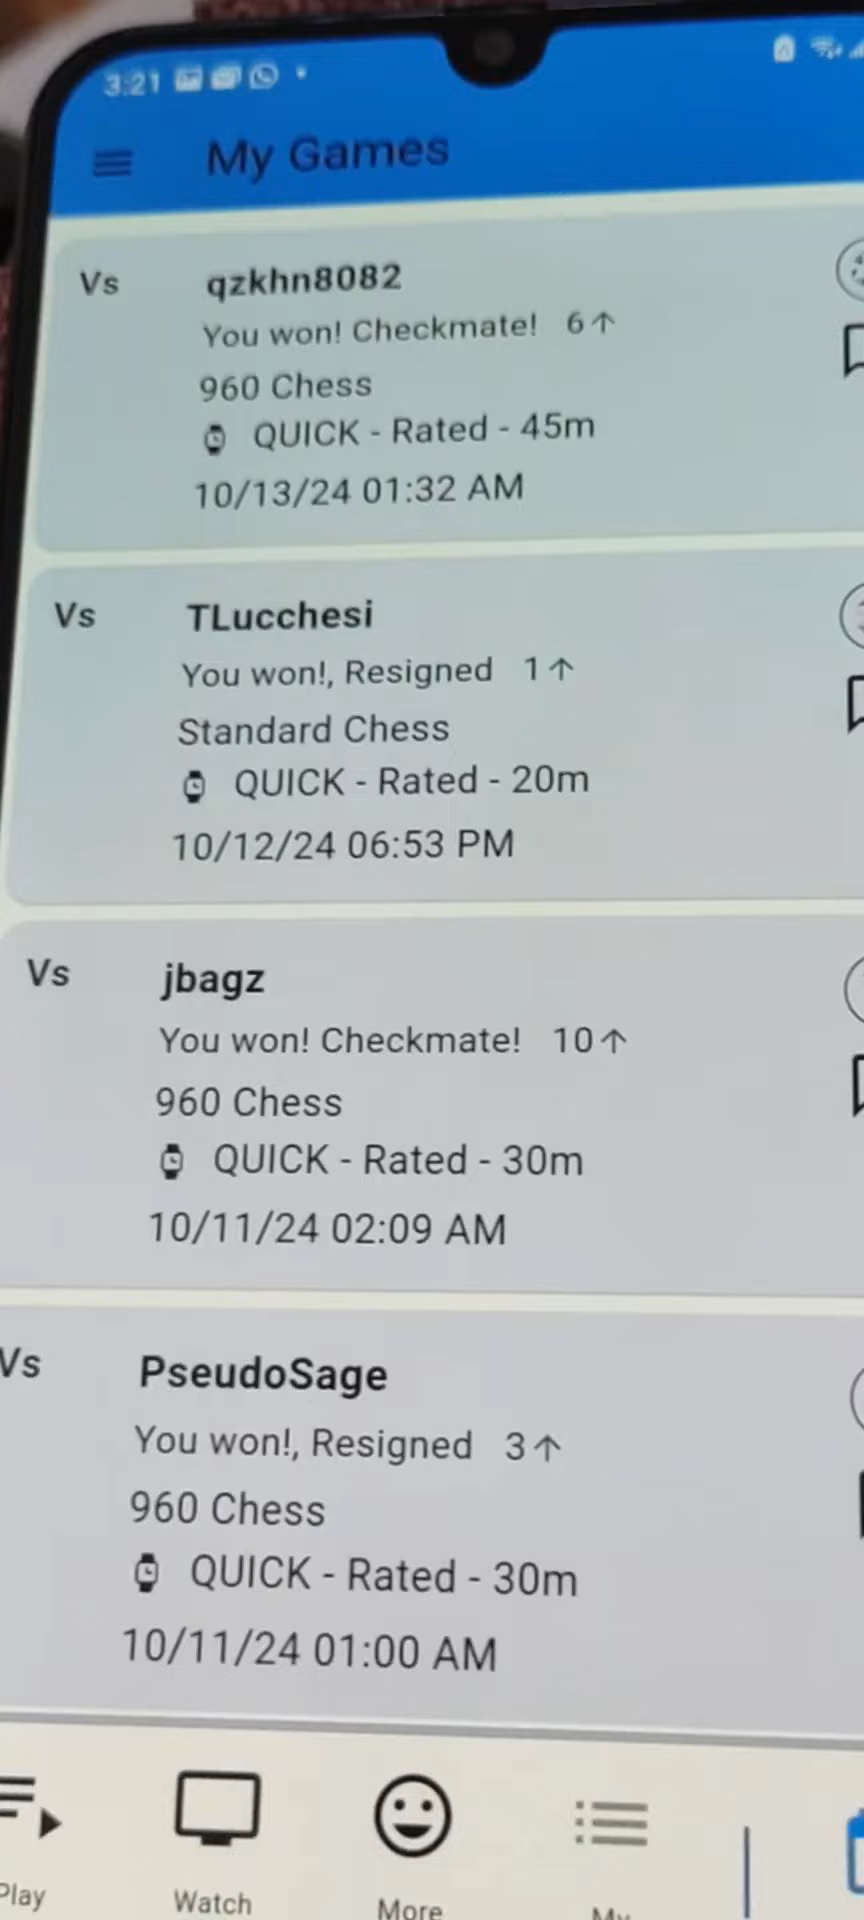 3:21
My Games
Vs qzkhn8082
You won! Checkmate! 6↑
960 Chess
QUICK - Rated - 45m
10/13/24 01:32 AM
Vs TLucchesi
You won!, Resigned 1↑
Standard Chess
QUICK - Rated - 20m
10/12/24 06:53 PM
Vs jbagz
You won! Checkmate! 10↑
960 Chess
QUICK - Rated - 30m
10/11/24 02:09 AM
Vs PseudoSage
You won!, Resigned 3↑
960 Chess
QUICK - Rated - 30m
10/11/24 01:00 AM
Play Watch More My